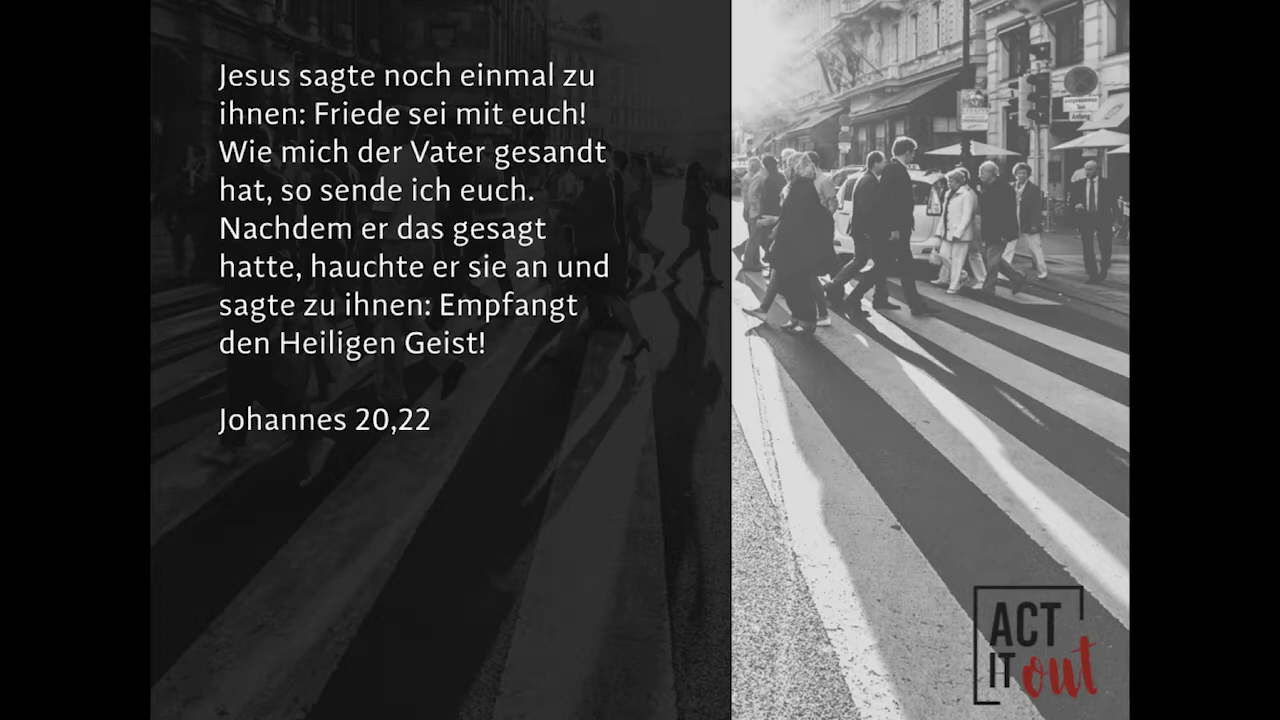 Jesus sagte noch einmal zu
ihnen: Friede sei mit euch!
Wie mich der Vater gesandt
hat, so sende ich euch.
Nachdem er das gesagt
hatte, hauchte er sie an und
sagte zu ihnen: Empfangt
den Heiligen Geist!
Johannes 20,22
ACT
IT out